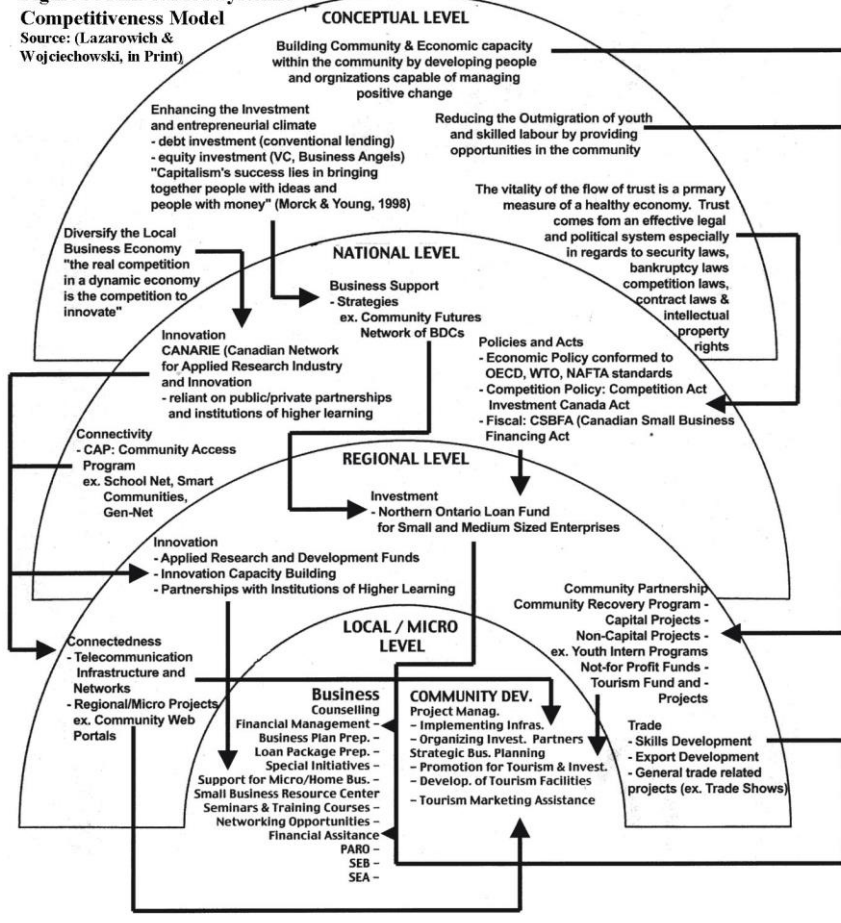 Competitiveness Model
Source: (Lazarowich &
Wojciechowski, in Print)
CONCEPTUAL LEVEL
Building Community & Economic capacity
within the community by developing people
and orgnizations capable of managing
positive change
Enhancing the Investment
and entrepreneurial climate
- debt investment (conventional lending)
- equity investment (VC, Business Angels)
"Capitalism's success lies in bringing
together people with ideas and
people with money" (Morck & Young, 1998)
Reducing the Outmigration of youth
and skilled labour by providing
opportunities in the community
The vitality of the flow of trust is a prmary
measure of a healthy economy. Trust
comes fom an effective legal
and political system especially
in regards to security laws,
bankruptcy laws
competition laws,
contract laws &
intellectual
property
rights
Diversify the Local
Business Economy
"the real competition
in a dynamic economy
is the competition to
innovate"
NATIONAL LEVEL
Business Support
- Strategies
ex. Community Futures
Network of BDCs
Innovation
CANARIE (Canadian Network
for Applied Research Industry
and Innovation
- reliant on public/private partnerships
and institutions of higher learning
Policies and Acts
- Economic Policy conformed to
OECD, WTO, NAFTA standards
- Competition Policy: Competition Act
Investment Canada Act
- Fiscal: CSBFA (Canadian Small Business
Financing Act
Connectivity
- CAP: Community Access
Program
ex. School Net, Smart
Communities,
Gen-Net
REGIONAL LEVEL
Investment
- Northern Ontario Loan Fund
for Small and Medium Sized Enterprises
Innovation
- Applied Research and Development Funds
- Innovation Capacity Building
- Partnerships with Institutions of Higher Learning
Community Partnership
Community Recovery Program -
Capital Projects -
Non-Capital Projects -
ex. Youth Intern Programs
Not-for Profit Funds -
Tourism Fund and -
Projects
Connectedness
- Telecommunication
Infrastructure and
Networks
- Regional/Micro Projects
ex. Community Web
Portals
Trade
- Skills Development
- Export Development
- General trade related
projects (ex. Trade Shows)
LOCAL / MICRO
LEVEL
Business
Counselling
Financial Management -
Business Plan Prep. -
Loan Package Prep. -
Special Initiatives -
Support for Micro/Home Bus. -
Small Business Resource Center
Seminars & Training Courses -
Networking Opportunities -
Financial Assitance
PARO -
SEB -
SEA -
COMMUNITY DEV.
Project Manag.
- Implementing Infras.
- Organizing Invest. Partners
Strategic Bus. Planning
- Promotion for Tourism & Invest.
- Develop. of Tourism Facilities
- Tourism Marketing Assistance